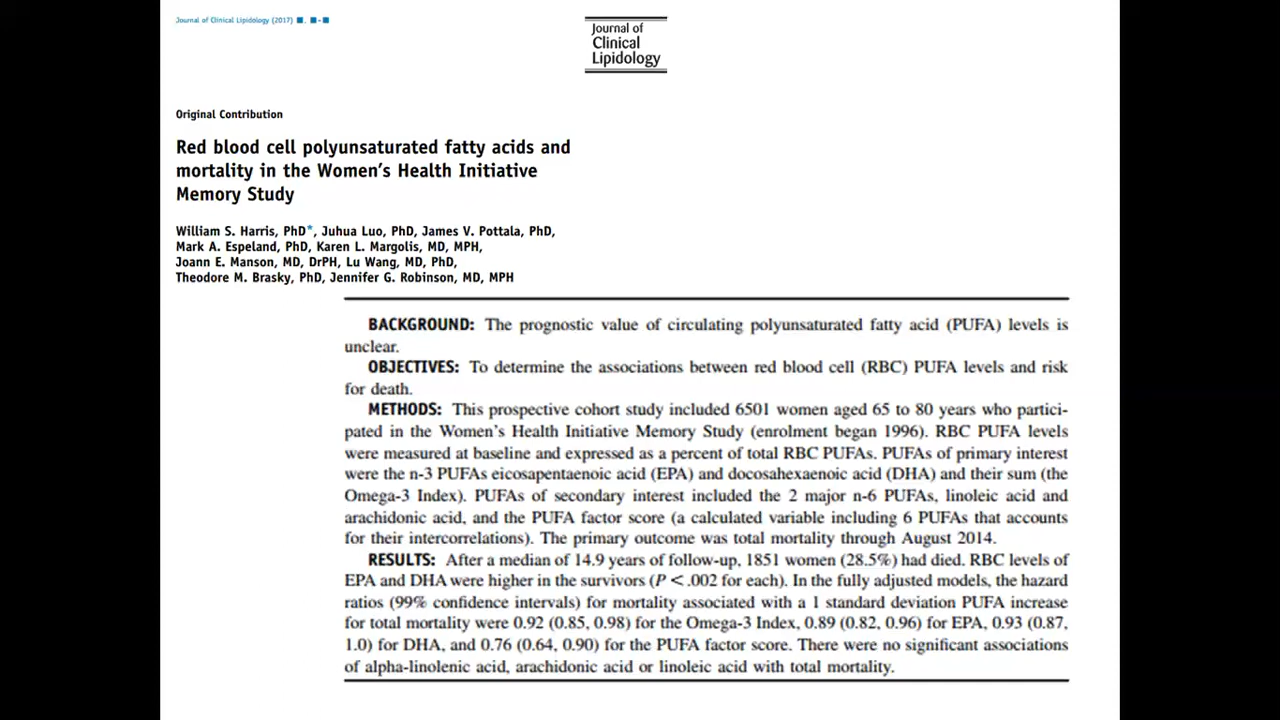 Journal of Clinical Lipidology (2017) ■, ■–■
Journal of
Clinical
Lipidology
Original Contribution
Red blood cell polyunsaturated fatty acids and
mortality in the Women’s Health Initiative
Memory Study
William S. Harris, PhD*, Juhua Luo, PhD, James V. Pottala, PhD,
Mark A. Espeland, PhD, Karen L. Margolis, MD, MPH,
Joann E. Manson, MD, DrPH, Lu Wang, MD, PhD,
Theodore M. Brasky, PhD, Jennifer G. Robinson, MD, MPH
BACKGROUND: The prognostic value of circulating polyunsaturated fatty acid (PUFA) levels is
unclear.
OBJECTIVES: To determine the associations between red blood cell (RBC) PUFA levels and risk
for death.
METHODS: This prospective cohort study included 6501 women aged 65 to 80 years who partici-
pated in the Women’s Health Initiative Memory Study (enrolment began 1996). RBC PUFA levels
were measured at baseline and expressed as a percent of total RBC PUFAs. PUFAs of primary interest
were the n-3 PUFAs eicosapentaenoic acid (EPA) and docosahexaenoic acid (DHA) and their sum (the
Omega-3 Index). PUFAs of secondary interest included the 2 major n-6 PUFAs, linoleic acid and
arachidonic acid, and the PUFA factor score (a calculated variable including 6 PUFAs that accounts
for their intercorrelations). The primary outcome was total mortality through August 2014.
RESULTS: After a median of 14.9 years of follow-up, 1851 women (28.5%) had died. RBC levels of
EPA and DHA were higher in the survivors (P < .002 for each). In the fully adjusted models, the hazard
ratios (99% confidence intervals) for mortality associated with a 1 standard deviation PUFA increase
for total mortality were 0.92 (0.85, 0.98) for the Omega-3 Index, 0.89 (0.82, 0.96) for EPA, 0.93 (0.87,
1.0) for DHA, and 0.76 (0.64, 0.90) for the PUFA factor score. There were no significant associations
of alpha-linolenic acid, arachidonic acid or linoleic acid with total mortality.